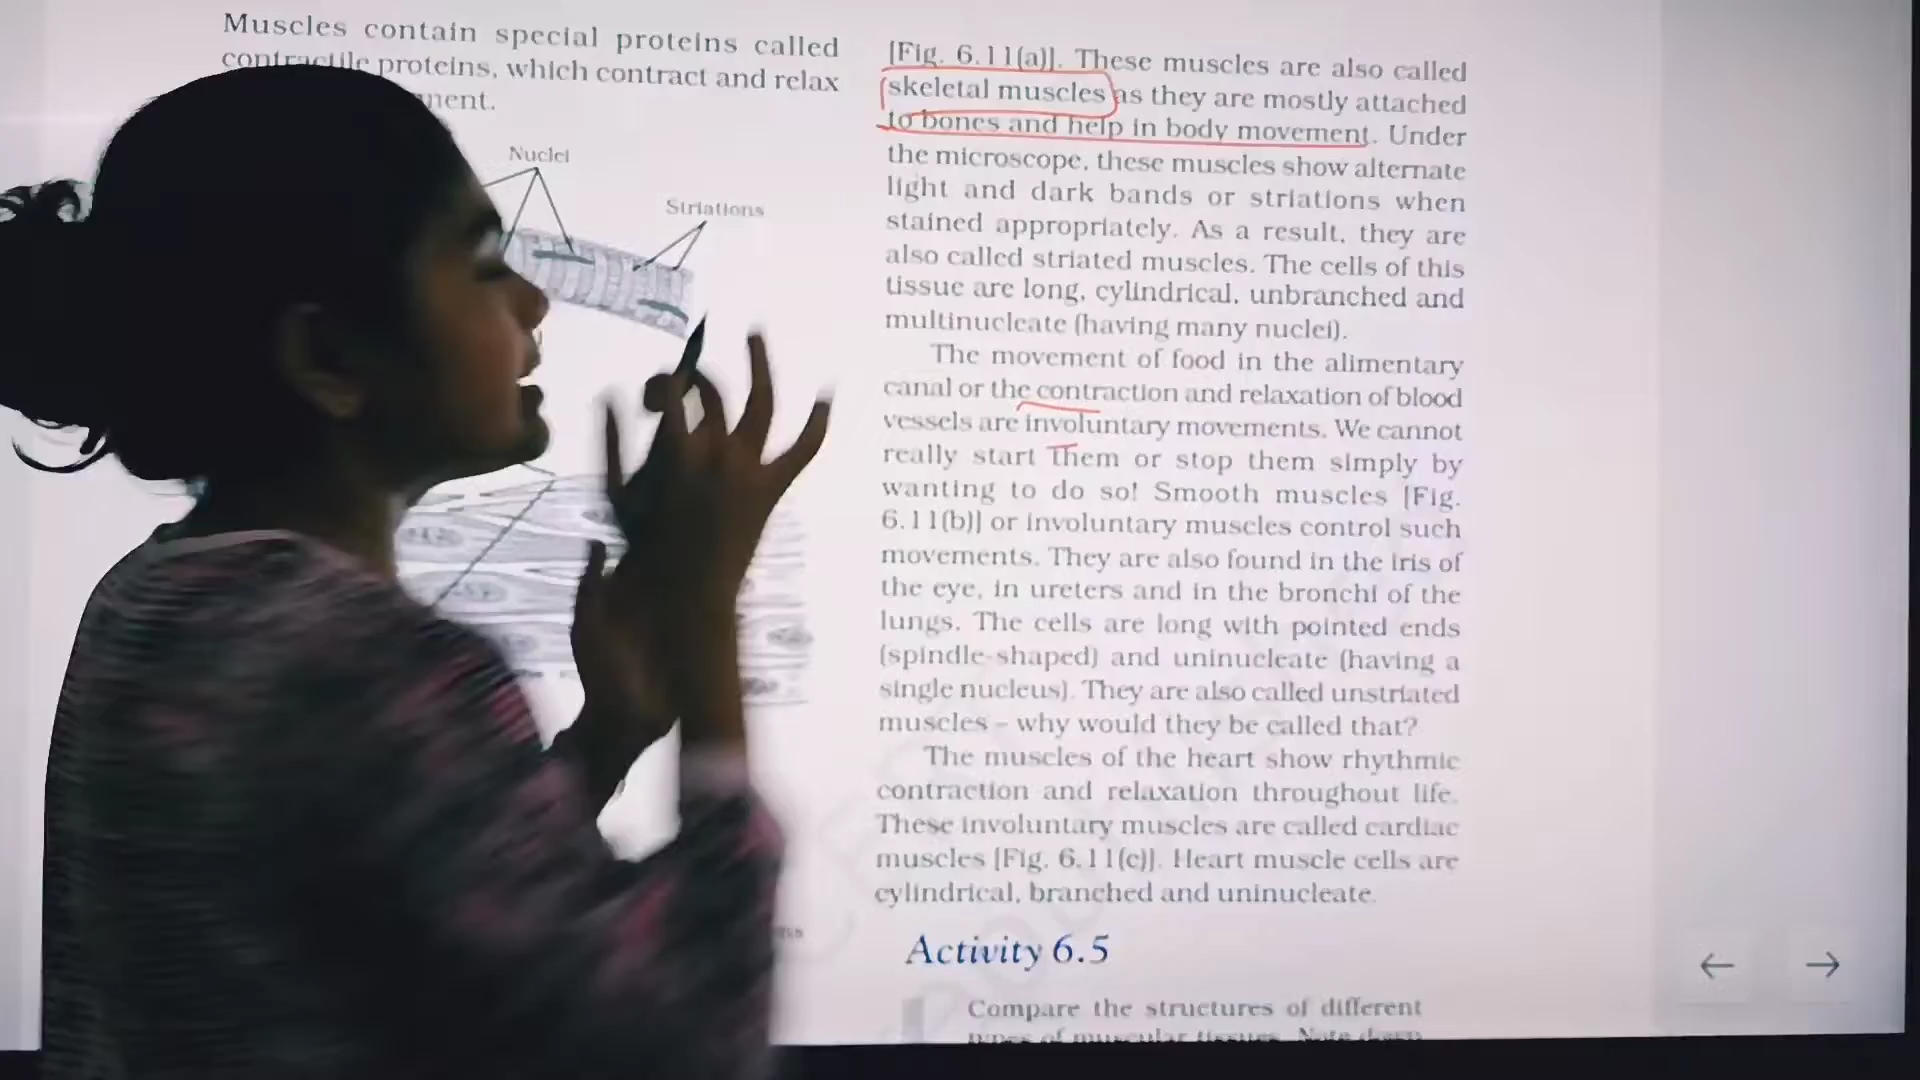 Muscles contain special proteins called
contractile proteins, which contract and relax
Nuclei
Striations
[Fig. 6.11(a)]. These muscles are also called
skeletal muscles as they are mostly attached
to bones and help in body movement. Under
the microscope, these muscles show alternate
light and dark bands or striations when
stained appropriately. As a result, they are
also called striated muscles. The cells of this
tissue are long, cylindrical, unbranched and
multinucleate (having many nuclei).
The movement of food in the alimentary
canal or the contraction and relaxation of blood
vessels are involuntary movements. We cannot
really start them or stop them simply by
wanting to do so! Smooth muscles [Fig.
6.11(b)] or involuntary muscles control such
movements. They are also found in the iris of
the eye, in ureters and in the bronchi of the
lungs. The cells are long with pointed ends
(spindle-shaped) and uninucleate (having a
single nucleus). They are also called unstriated
muscles – why would they be called that?
The muscles of the heart show rhythmic
contraction and relaxation throughout life.
These involuntary muscles are called cardiac
muscles [Fig. 6.11(c)]. Heart muscle cells are
cylindrical, branched and uninucleate.
Activity 6.5
Compare the structures of different
types of muscular tissues. Note down